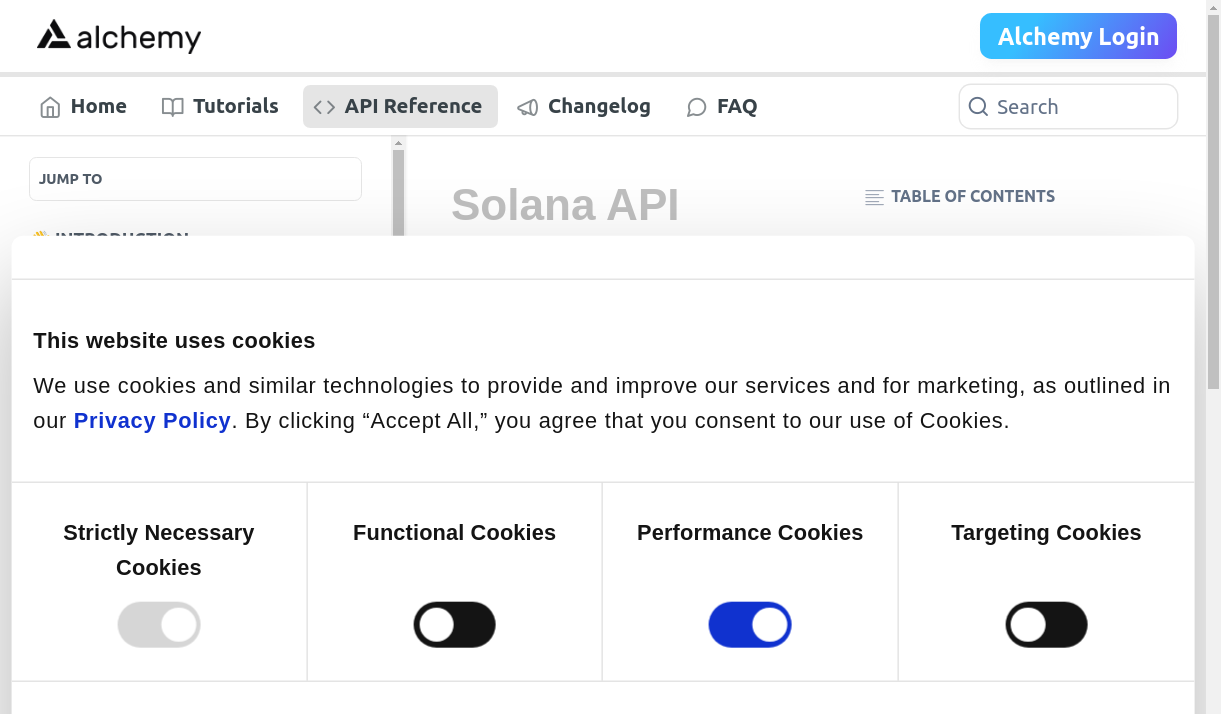 alchemy
Alchemy Login
Home
Tutorials
API Reference
Changelog
FAQ
Search
JUMP TO
Solana API
TABLE OF CONTENTS
INTRODUCTION
This website uses cookies
We use cookies and similar technologies to provide and improve our services and for marketing, as outlined in
our Privacy Policy. By clicking “Accept All,” you agree that you consent to our use of Cookies.
Strictly Necessary
Cookies
Functional Cookies
Performance Cookies
Targeting Cookies